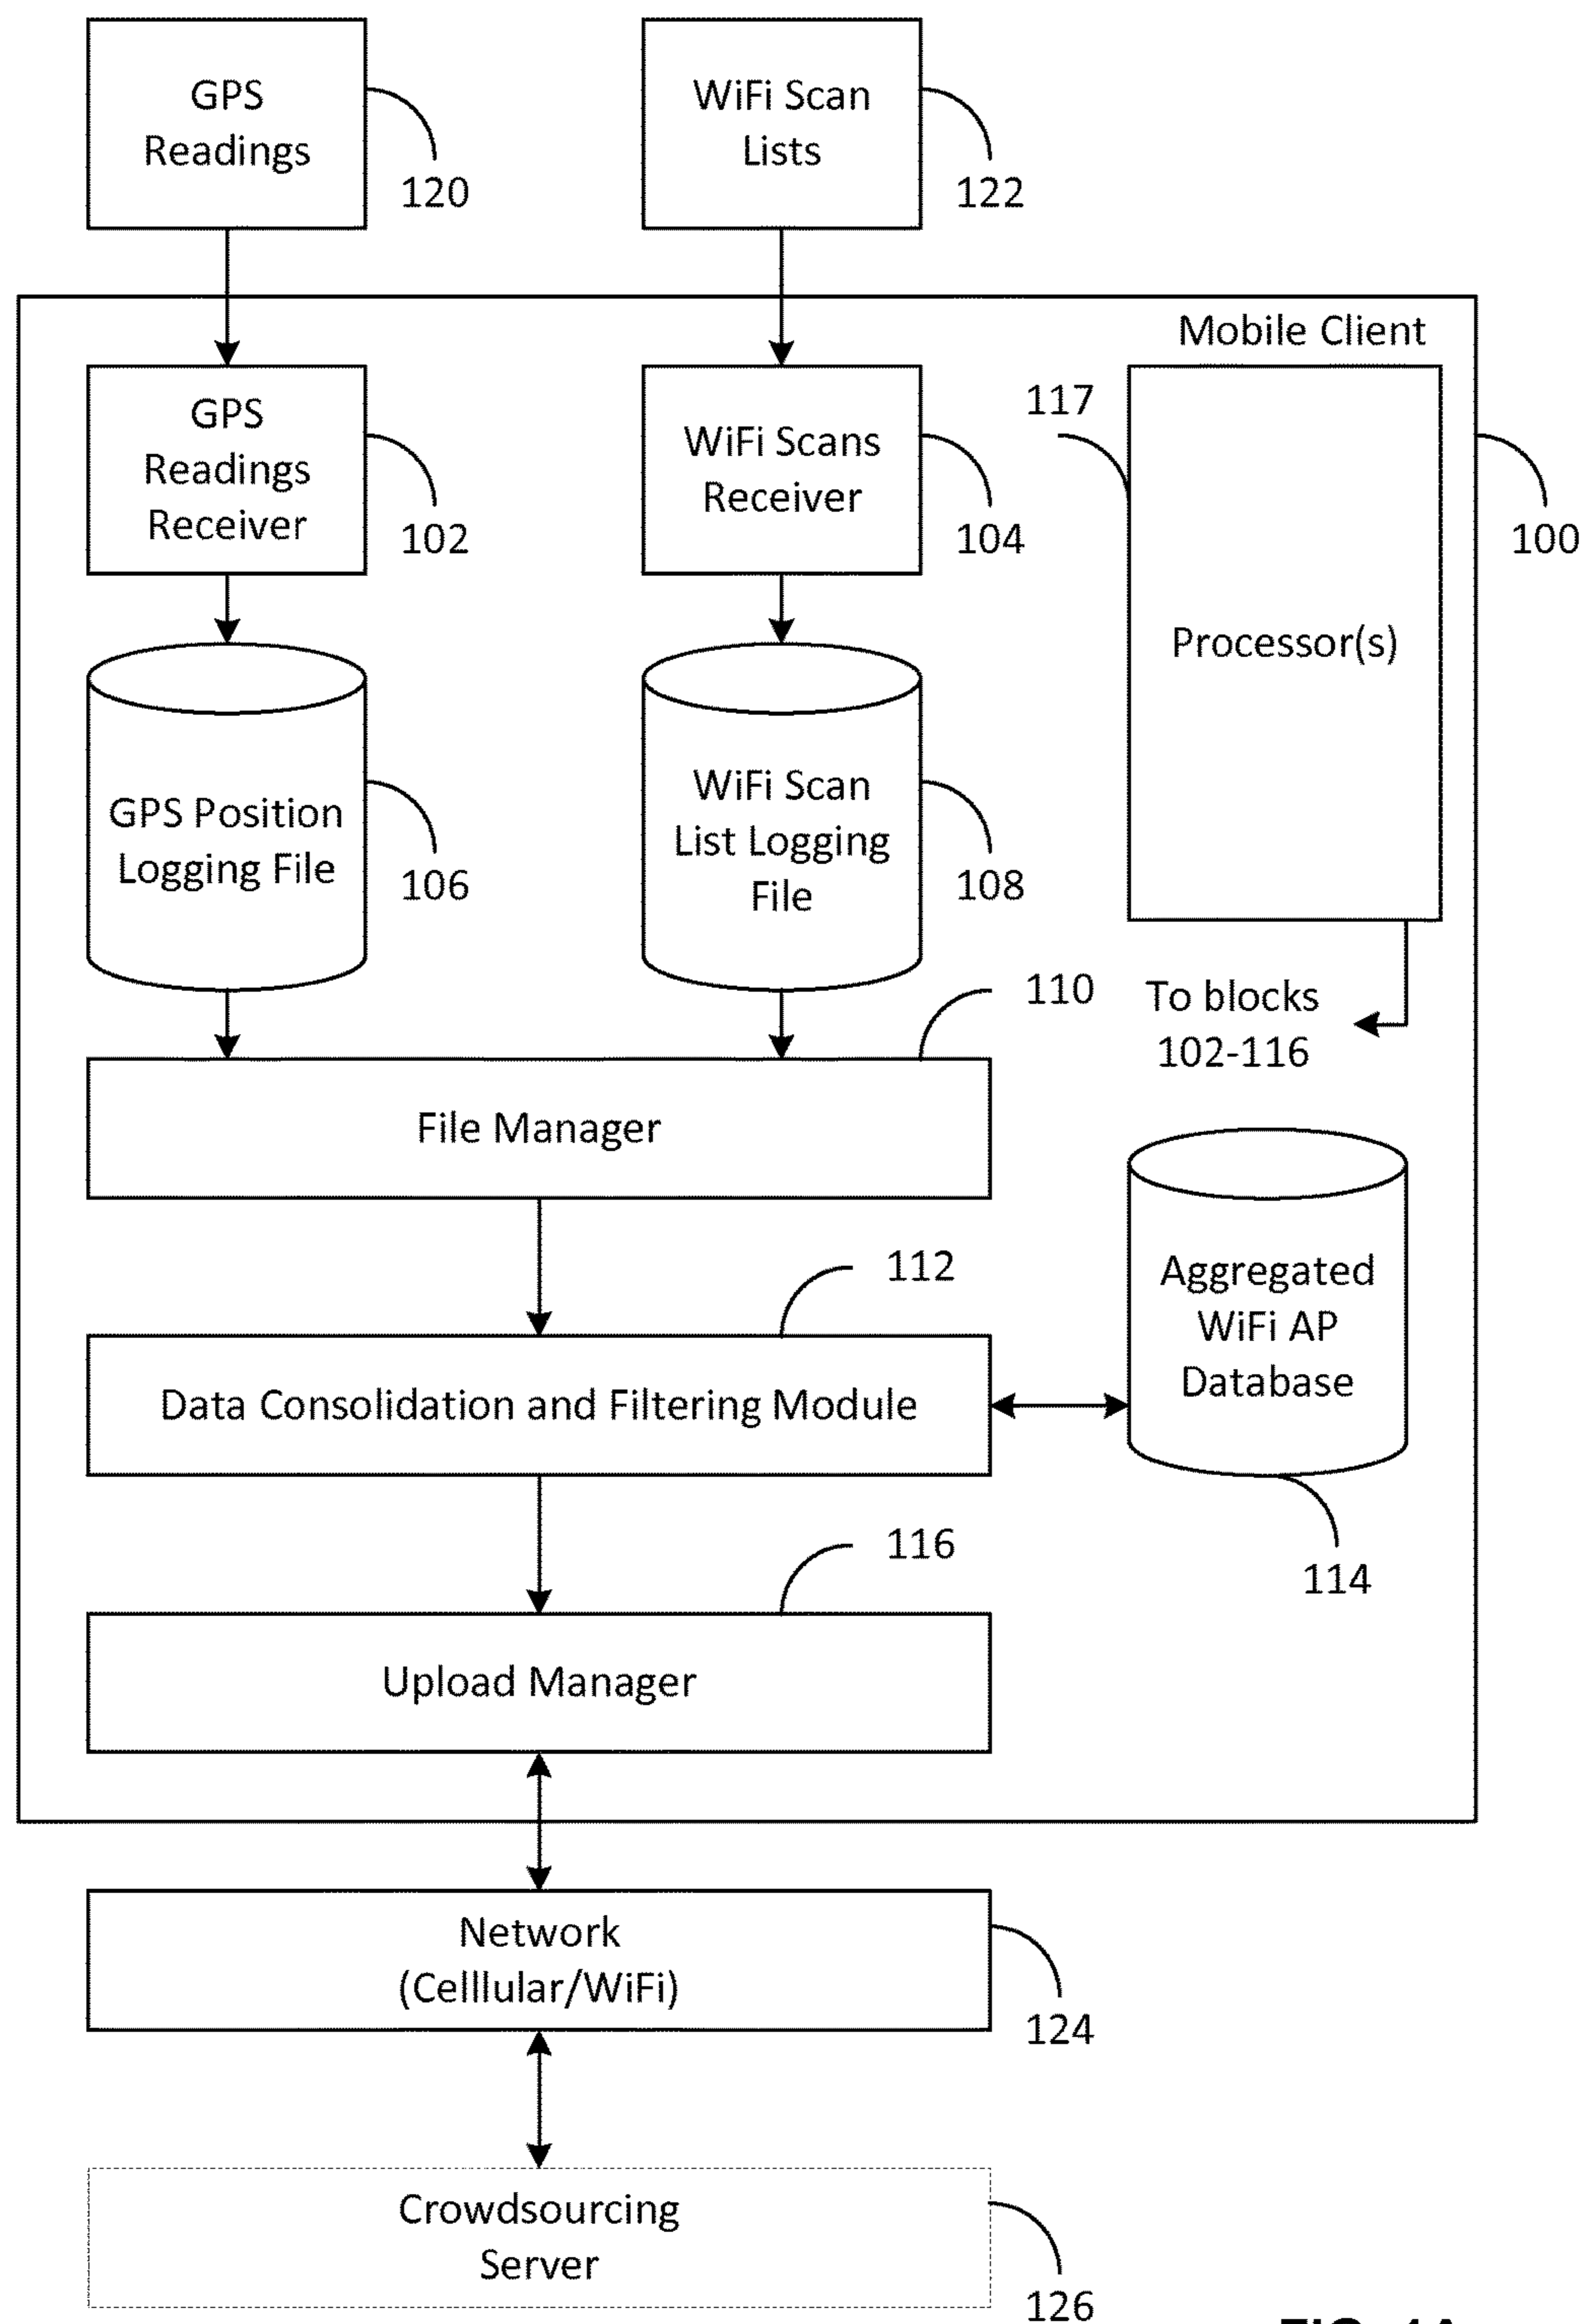 GPS
Readings
120
WiFi Scan
Lists
122
Mobile Client
GPS
Readings
Receiver
102
WiFi Scans
Receiver
104
117
Processor(s)
100
GPS Position
Logging File
106
WiFi Scan
List Logging
File
108
To blocks
102-116
110
File Manager
112
Data Consolidation and Filtering Module
Aggregated
WiFi AP
Database
114
116
Upload Manager
Network
(Celllular/WiFi)
124
Crowdsourcing
Server
126